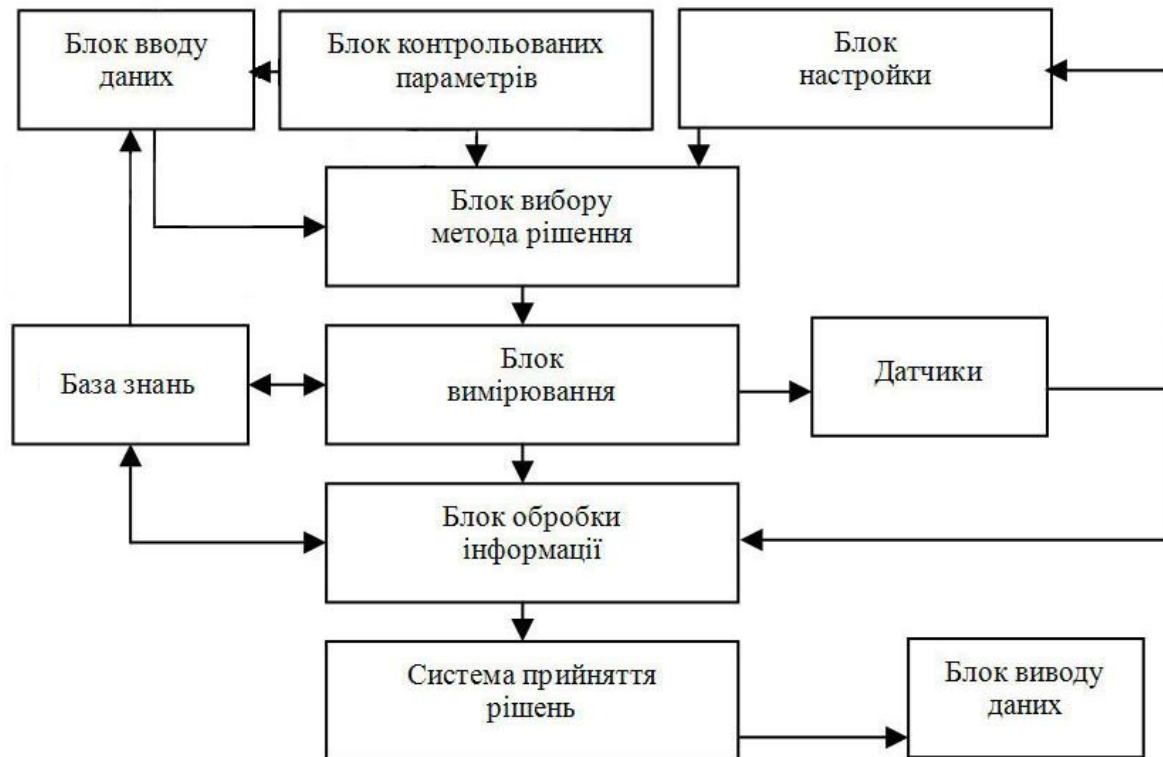 Блок вводу
даних
Блок контрольованих
параметрів
Блок
настройки
Блок вибору
метода рішення
База знань
Блок
вимірювання
Датчики
Блок обробки
інформації
Система прийняття
рішень
Блок виводу
даних